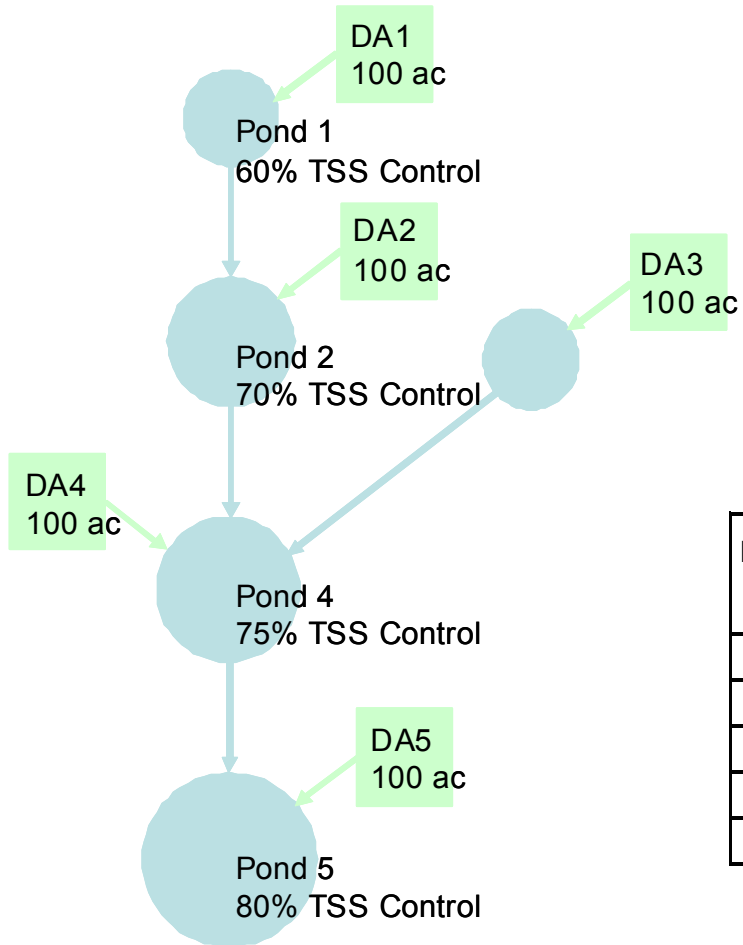 DA1
100 ac
Pond 1
60% TSS Control
DA2
100 ac
DA3
100 ac
Pond 2
70% TSS Control
DA4
100 ac
Pond 4
75% TSS Control
DA5
100 ac
Pond 5
80% TSS Control